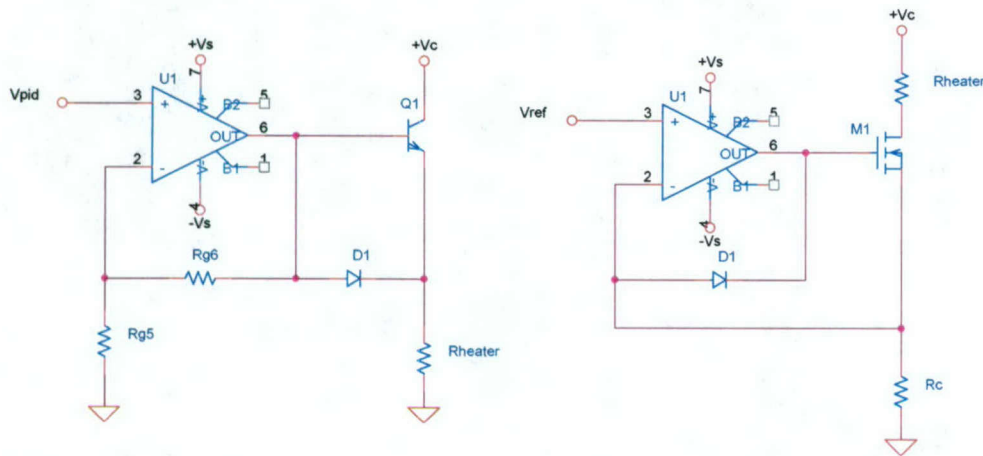 +Vs
+Vc
7
U1
V+
5
Vpid
3
B2
Q1
+
OUT
6
2
-
B1
1
V-
4
-Vs
Rg6
D1
Rg5
Rheater
+Vc
+Vs
Rheater
7
U1
V+
5
Vref
3
B2
M1
+
OUT
6
2
-
B1
1
V-
4
-Vs
D1
Rc